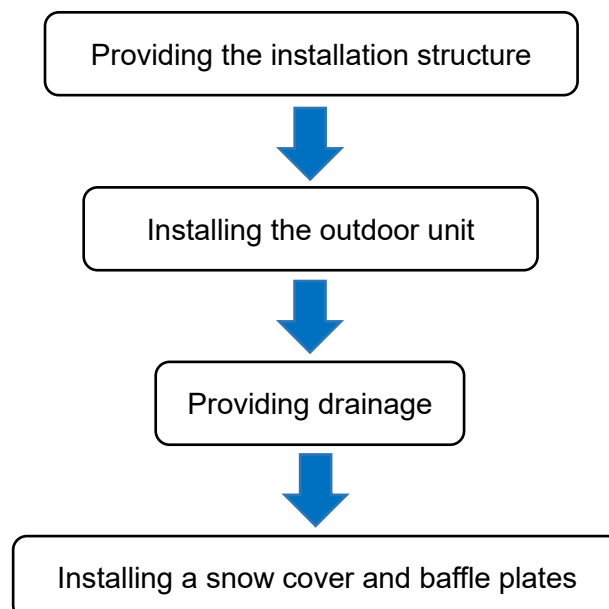 Providing the installation structure
Installing the outdoor unit
Providing drainage
Installing a snow cover and baffle plates